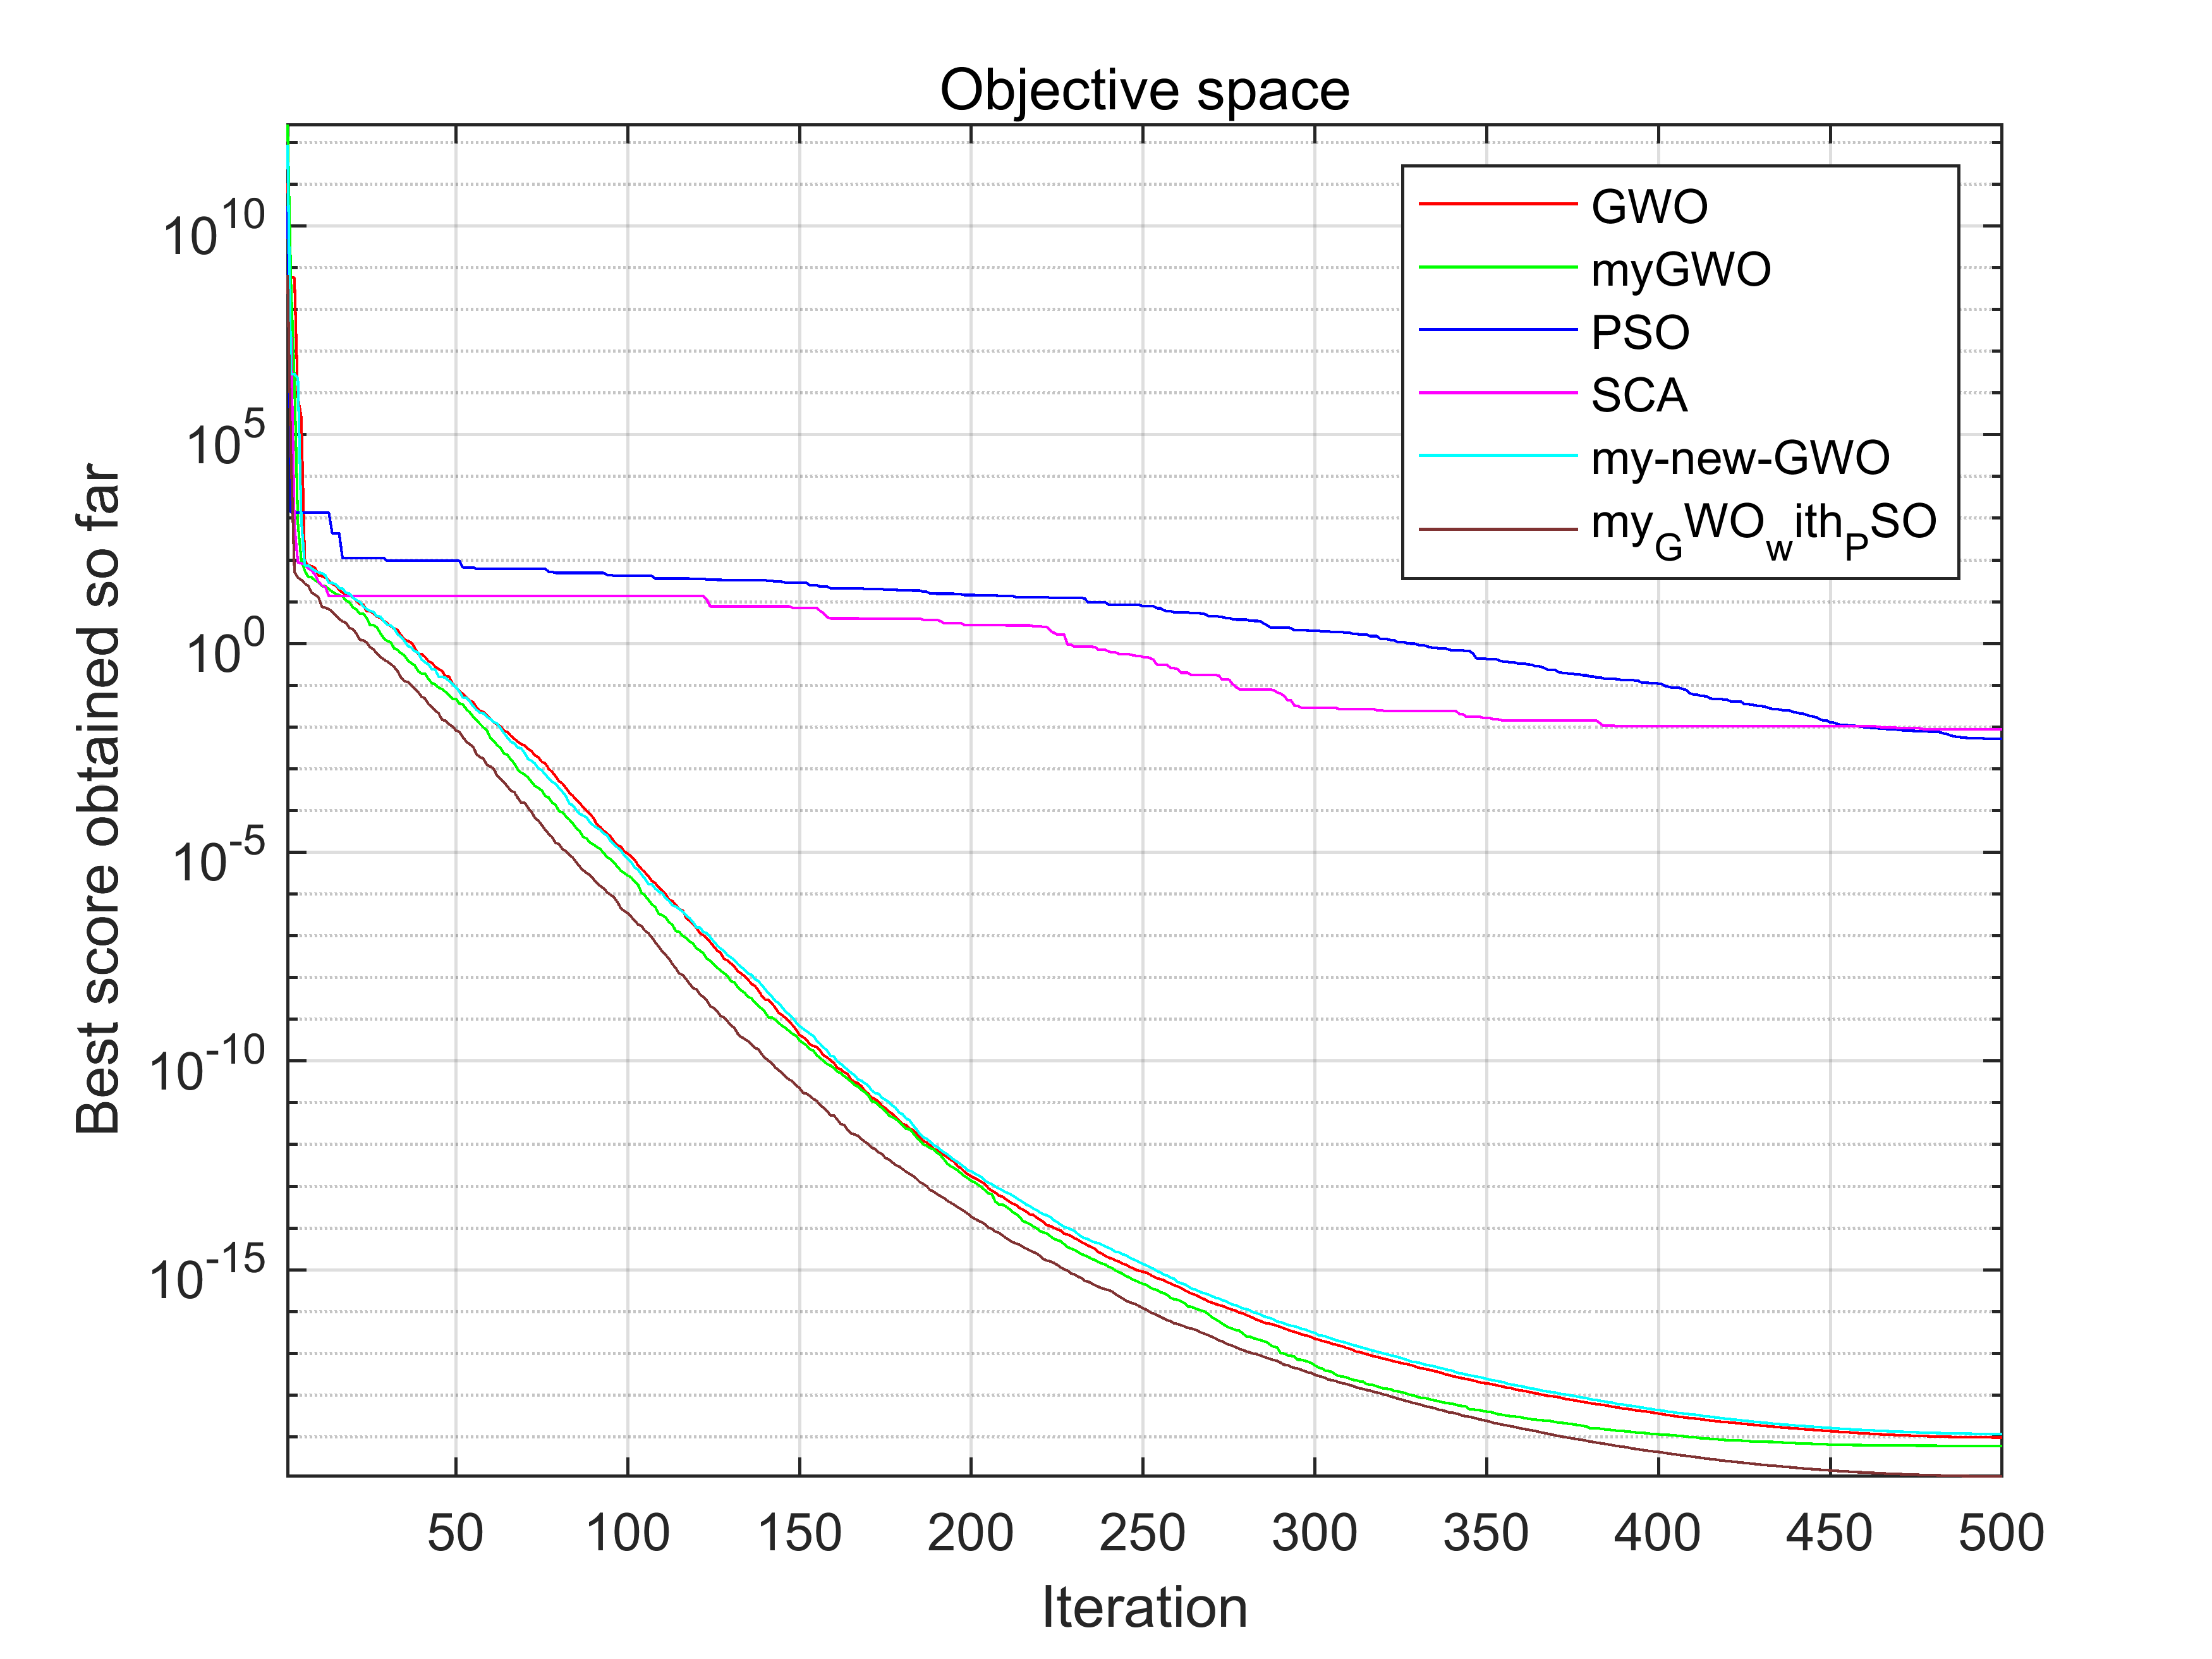 Objective space
Best score obtained so far
10^10
10^5
10^0
10^-5
10^-10
10^-15
GWO
myGWO
PSO
SCA
my-new-GWO
my_GWO_with_PSO
50 100 150 200 250 300 350 400 450 500
Iteration